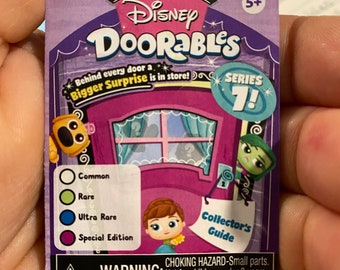 5+
Disney
DOORABLES
Behind every door a
Bigger Surprise is in store!
SERIES
7!
Common
Rare
Ultra Rare
Special Edition
Collector's
Guide
WARNING:
CHOKING HAZARD-Small parts.